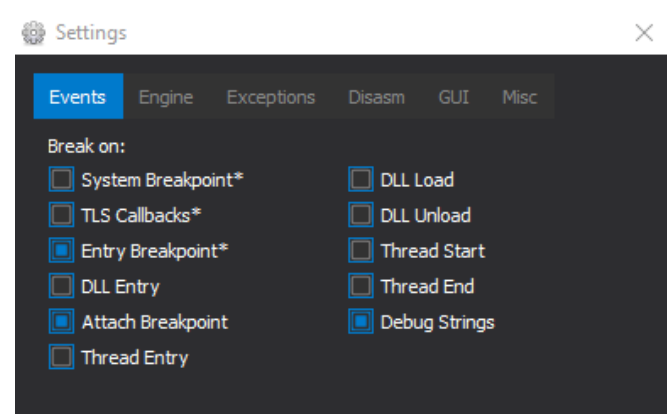 Settings
Events Engine Exceptions Disasm GUI Misc
Break on:
System Breakpoint*
TLS Callbacks*
Entry Breakpoint*
DLL Entry
Attach Breakpoint
Thread Entry
DLL Load
DLL Unload
Thread Start
Thread End
Debug Strings